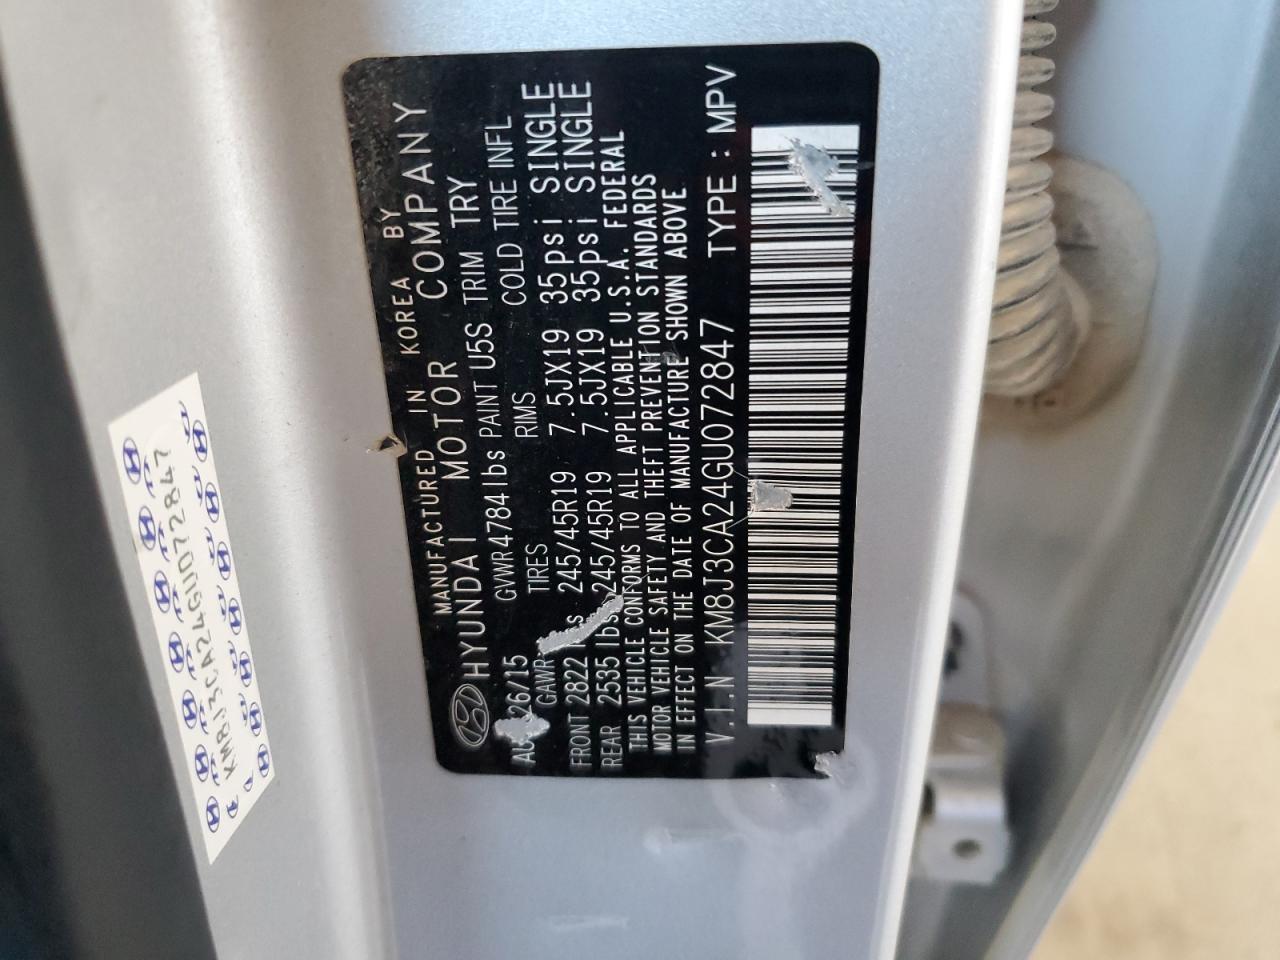 MANUFACTURED IN KOREA BY
HYUNDAI MOTOR COMPANY
26/15 GVWR 4784 lbs PAINT U5S TRIM TRY
GAWR TIRES RIMS COLD TIRE INFL
FRONT 2822 lbs 245/45R19 7.5JX19 35psi SINGLE
REAR 2535 lbs 245/45R19 7.5JX19 35psi SINGLE
THIS VEHICLE CONFORMS TO ALL APPLICABLE U.S.A. FEDERAL
MOTOR VEHICLE SAFETY AND THEFT PREVENTION STANDARDS
IN EFFECT ON THE DATE OF MANUFACTURE SHOWN ABOVE.
V.I.N KM8J3CA24GU072847 TYPE : MPV
KM8J3CA24GU072847